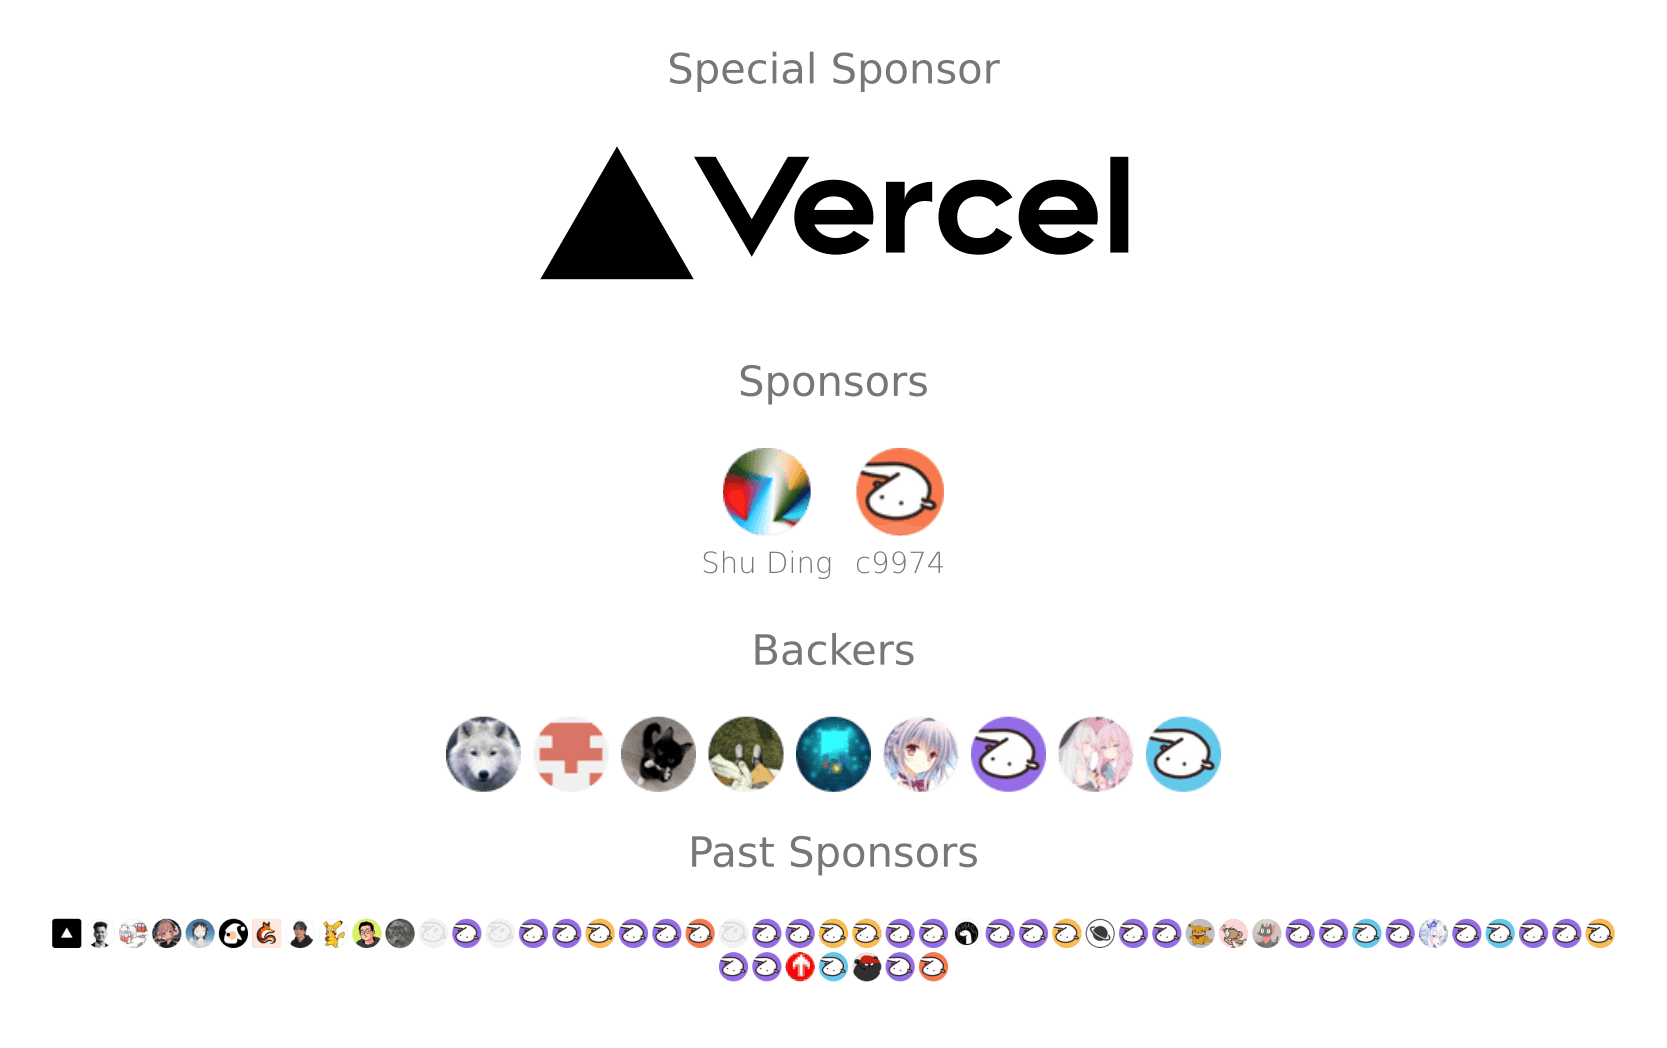 Special Sponsor
Vercel
Sponsors
Shu Ding c9974
Backers
Past Sponsors